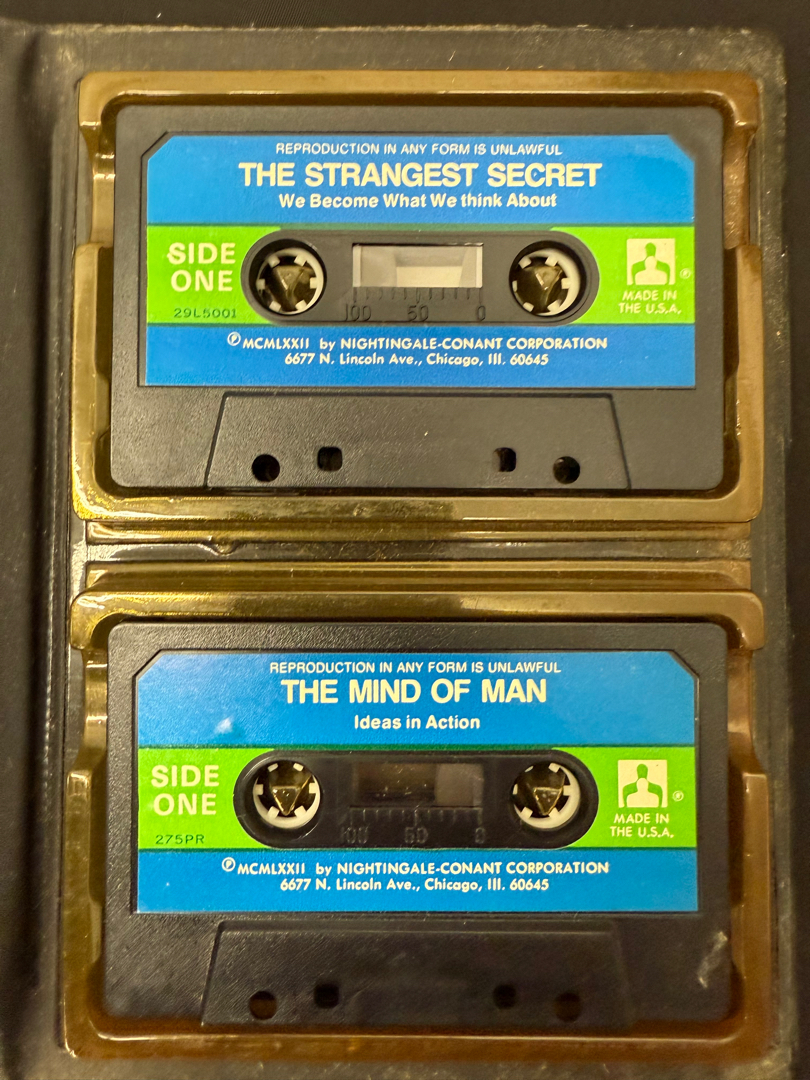 REPRODUCTION IN ANY FORM IS UNLAWFUL
THE STRANGEST SECRET
We Become What We think About
SIDE
ONE
29L5001
100 50 0
®
MADE IN
THE U.S.A.
℗ MCMLXXII by NIGHTINGALE-CONANT CORPORATION
6677 N. Lincoln Ave., Chicago, Ill. 60645
REPRODUCTION IN ANY FORM IS UNLAWFUL
THE MIND OF MAN
Ideas in Action
SIDE
ONE
275PR
100 50 0
®
MADE IN
THE U.S.A.
℗ MCMLXXII by NIGHTINGALE-CONANT CORPORATION
6677 N. Lincoln Ave., Chicago, Ill. 60645